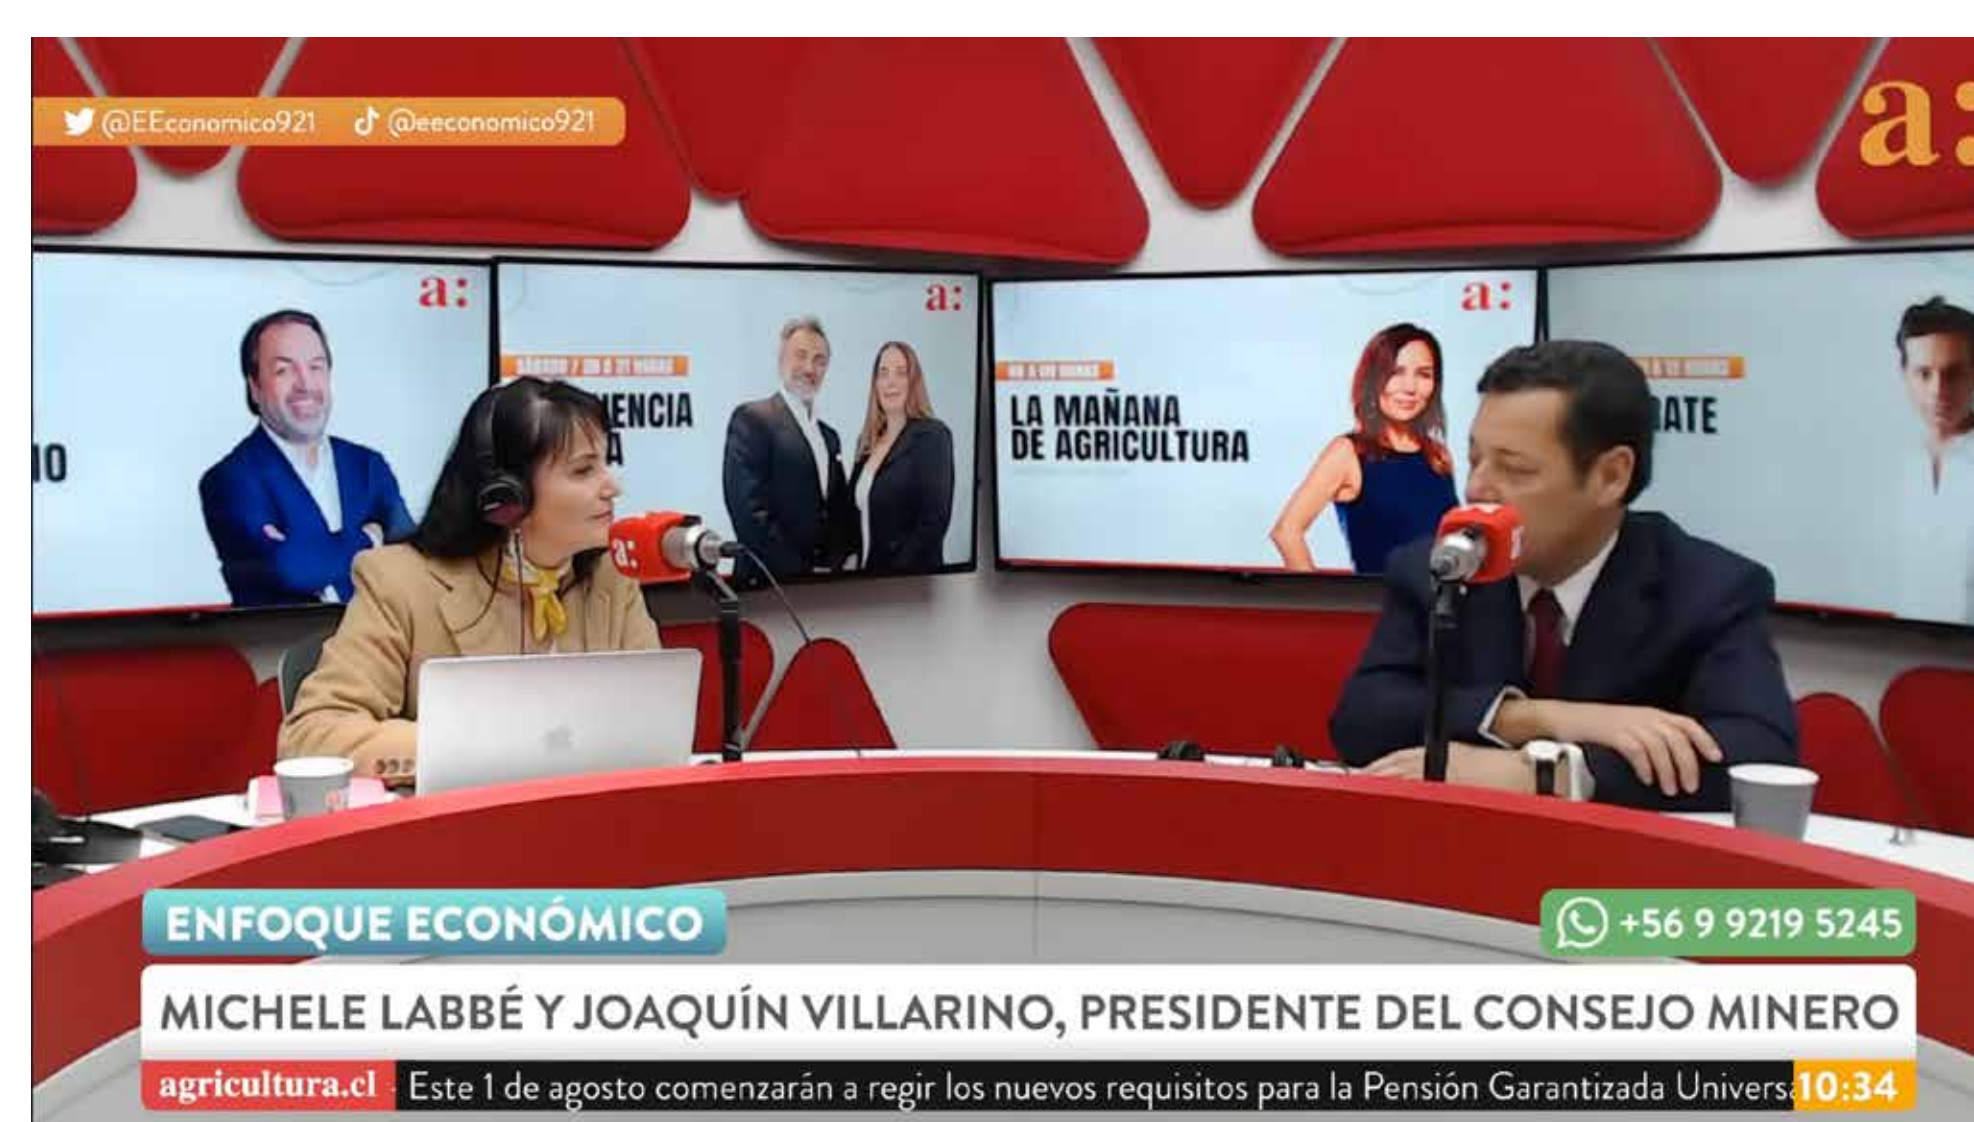 @EEconomico921 @eeconomico921
a:
a:
a:
a:
IO
ENCIA
A
LA MAÑANA
DE AGRICULTURA
ATE
a:
ENFOQUE ECONÓMICO
+56 9 9219 5245
MICHELE LABBÉ Y JOAQUÍN VILLARINO, PRESIDENTE DEL CONSEJO MINERO
agricultura.cl
Este 1 de agosto comenzarán a regir los nuevos requisitos para la Pensión Garantizada Universa
10:34